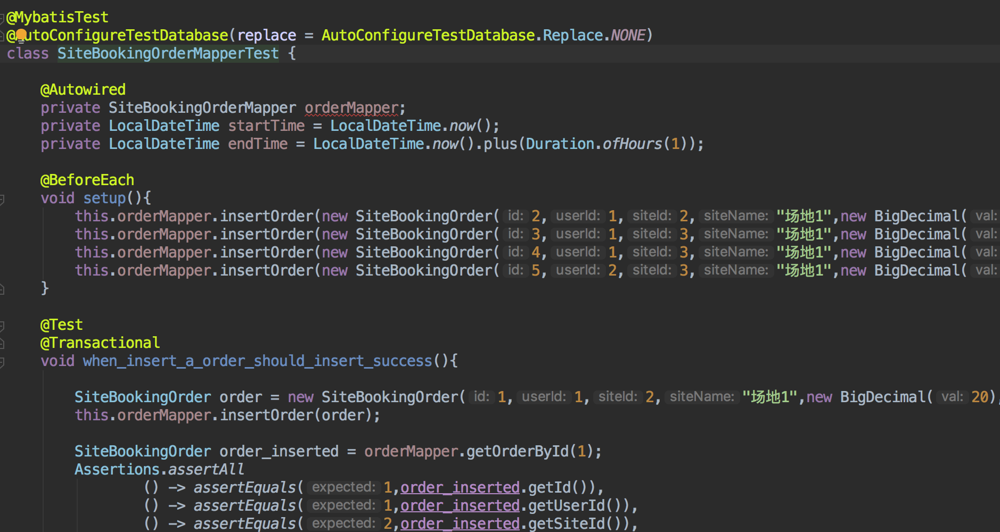 @MybatisTest
@AutoConfigureTestDatabase(replace = AutoConfigureTestDatabase.Replace.NONE)
class SiteBookingOrderMapperTest {
@Autowired
private SiteBookingOrderMapper orderMapper;
private LocalDateTime startTime = LocalDateTime.now();
private LocalDateTime endTime = LocalDateTime.now().plus(Duration.ofHours(1));
@BeforeEach
void setup(){
this.orderMapper.insertOrder(new SiteBookingOrder( id: 2, userId: 1, siteId: 2, siteName: "场地1",new BigDecimal( val:
this.orderMapper.insertOrder(new SiteBookingOrder( id: 3, userId: 1, siteId: 3, siteName: "场地1",new BigDecimal( val:
this.orderMapper.insertOrder(new SiteBookingOrder( id: 4, userId: 1, siteId: 3, siteName: "场地1",new BigDecimal( val:
this.orderMapper.insertOrder(new SiteBookingOrder( id: 5, userId: 2, siteId: 3, siteName: "场地1",new BigDecimal( val:
}
@Test
@Transactional
void when_insert_a_order_should_insert_success(){
SiteBookingOrder order = new SiteBookingOrder( id: 1, userId: 1, siteId: 2, siteName: "场地1",new BigDecimal( val: 20),
this.orderMapper.insertOrder(order);
SiteBookingOrder order_inserted = orderMapper.getOrderById(1);
Assertions.assertAll
() -> assertEquals( expected: 1,order_inserted.getId()),
() -> assertEquals( expected: 1,order_inserted.getUserId()),
() -> assertEquals( expected: 2,order_inserted.getSiteId()),